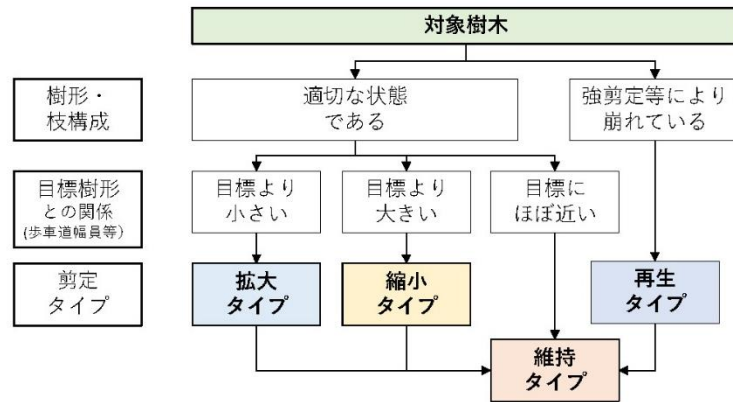 対象樹木
樹形・
枝構成
適切な状態
である
強剪定等により
崩れている
目標樹形
との関係
(歩車道幅員等)
目標より
小さい
目標より
大きい
目標に
ほぼ近い
剪定
タイプ
拡大
タイプ
縮小
タイプ
再生
タイプ
維持
タイプ